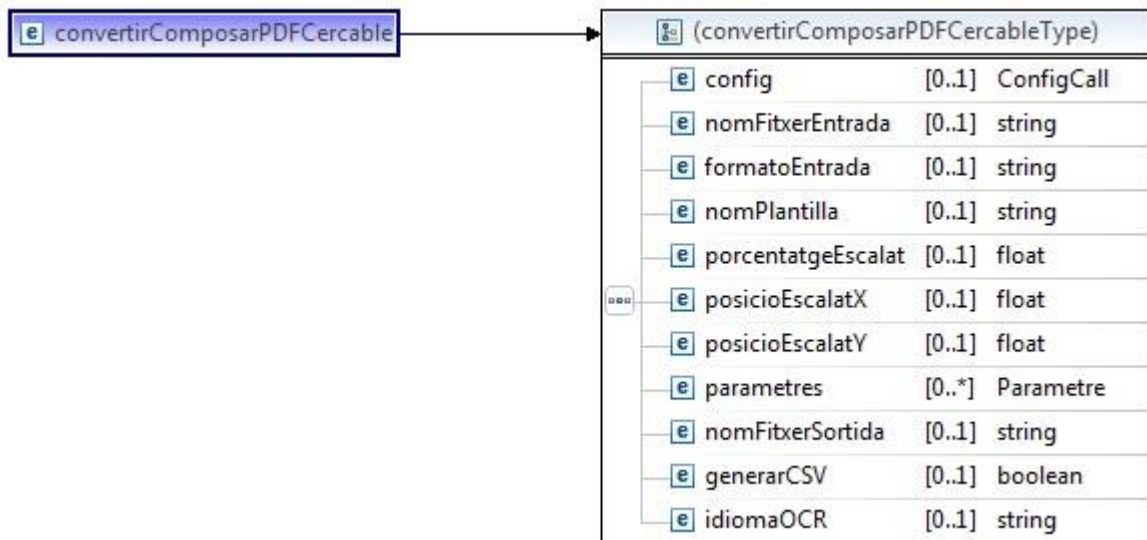 e convertirComposarPDFCercable
(convertirComposarPDFCercableType)
e config [0..1] ConfigCall
e nomFitxerEntrada [0..1] string
e formatoEntrada [0..1] string
e nomPlantilla [0..1] string
e porcentatgeEscalat [0..1] float
e posicioEscalatX [0..1] float
e posicioEscalatY [0..1] float
e parametres [0..*] Parametre
e nomFitxerSortida [0..1] string
e generarCSV [0..1] boolean
e idiomaOCR [0..1] string